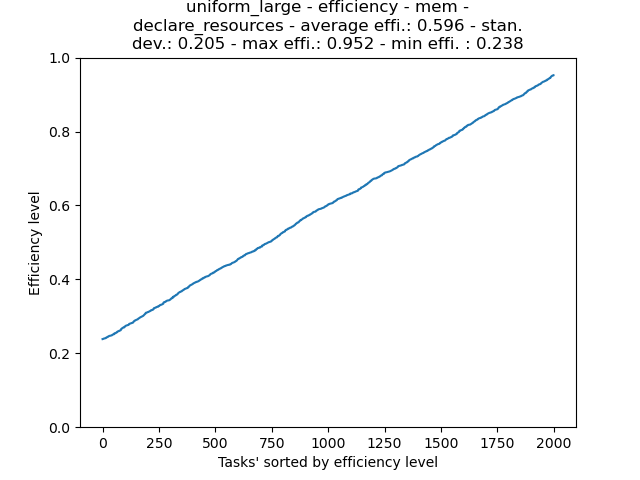 uniform_large - efficiency - mem -
declare_resources - average effi.: 0.596 - stan.
dev.: 0.205 - max effi.: 0.952 - min effi. : 0.238
1.0
0.8
0.6
0.4
0.2
0.0
Efficiency level
0 250 500 750 1000 1250 1500 1750 2000
Tasks' sorted by efficiency level